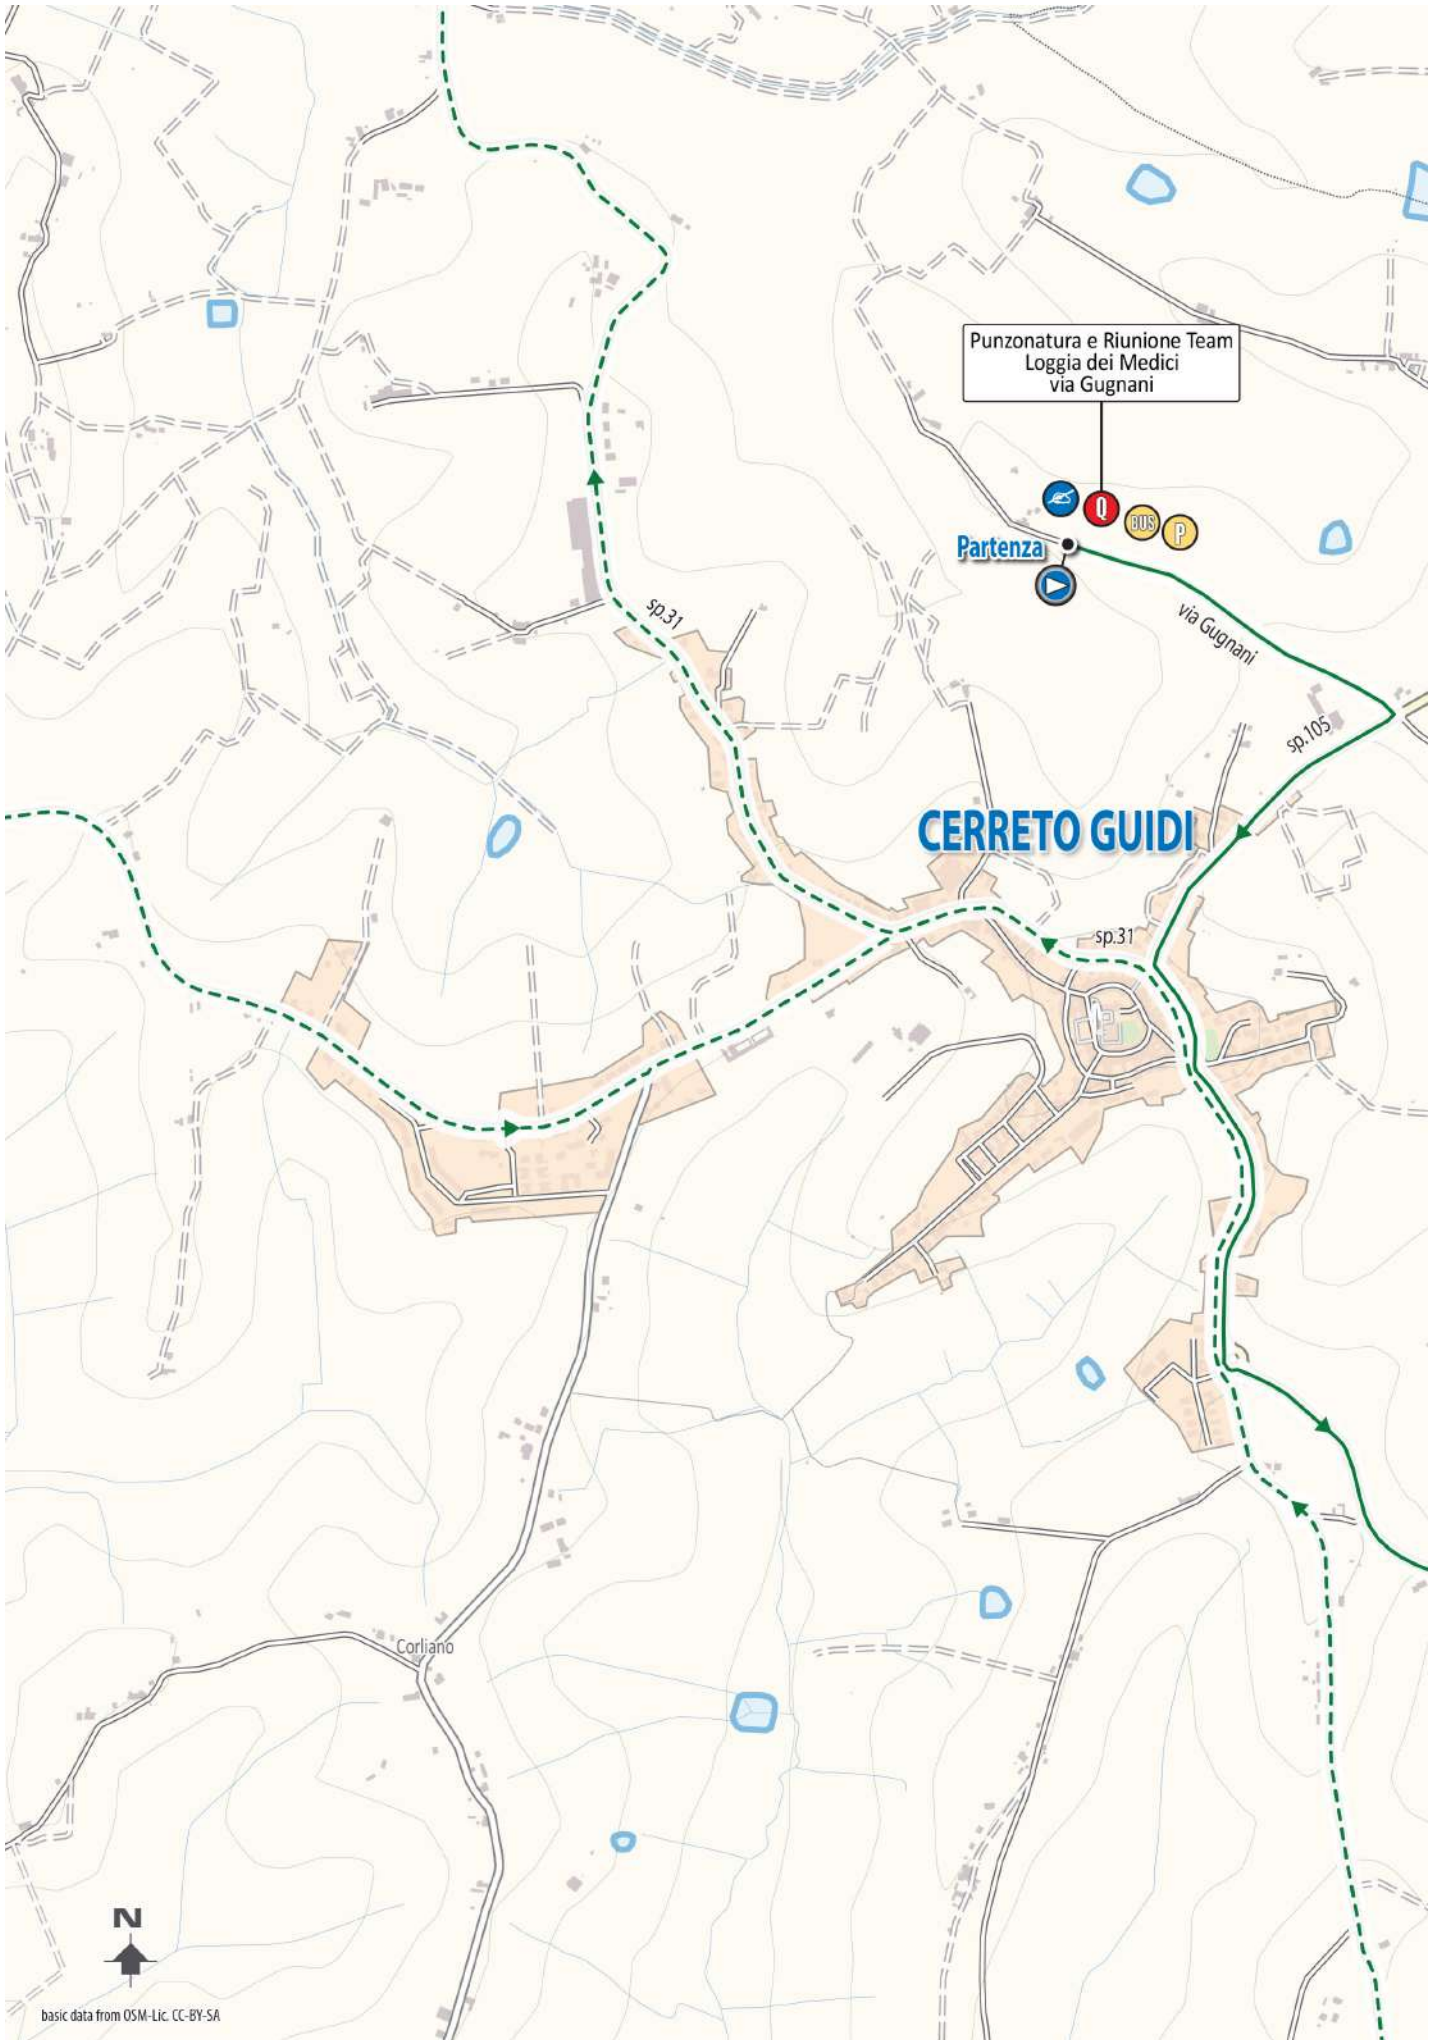 Punzonatura e Riunione Team
Loggia dei Medici
via Gugnani
Q
BUS
P
Partenza
sp.31
via Gugnani
sp.105
CERRETO GUIDI
sp.31
Corliano
N
basic data from OSM-Lic. CC-BY-SA